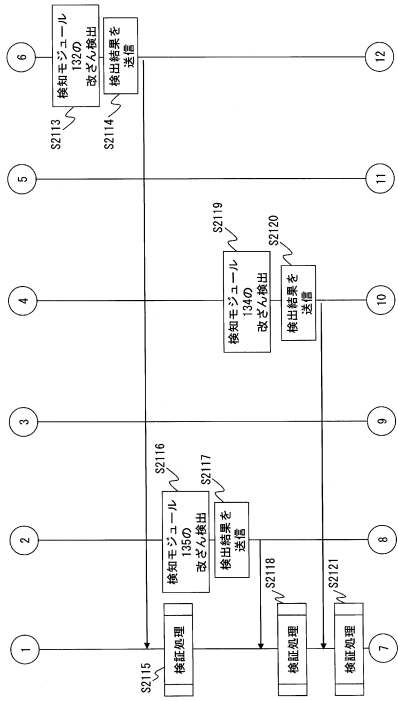 6
検知モジュール
132の
改ざん検出
S2113
検出結果を
送信
S2114
12
5
11
4
検知モジュール
134の
改ざん検出
S2119
検出結果を
送信
S2120
10
3
9
2
検知モジュール
135の
改ざん検出
S2116
検出結果を
送信
S2117
8
1
検証処理
S2115
検証処理
S2118
検証処理
S2121
7